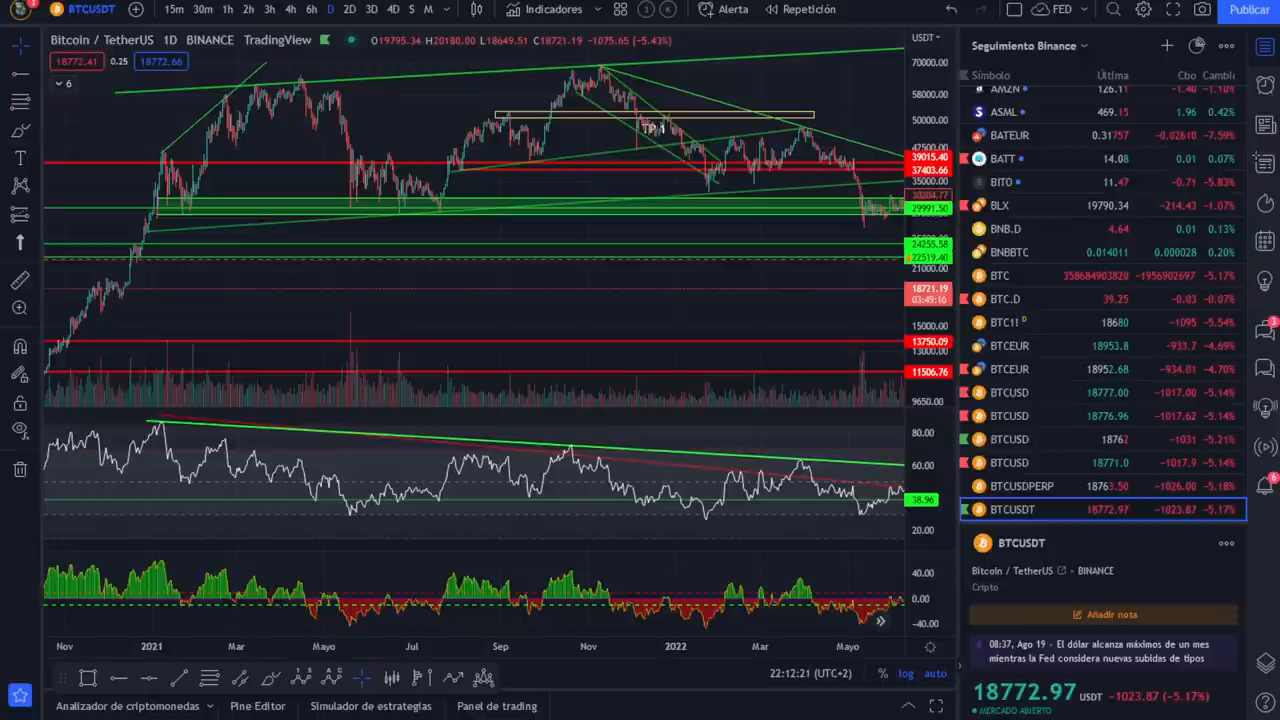 BTCUSDT 15m 30m 1h 2h 3h 4h 6h D 2D 3D 4D S M Indicadores 2 K Alerta Repetición FED Publicar
Bitcoin / TetherUS 1D BINANCE TradingView O19795.34 H20180.00 L18649.51 C18721.19 −1075.65 (−5.43%)
18772.41 0.25 18772.66
6
USDT
70000.00
58000.00
50000.00
42500.00
39015.40
37403.66
35000.00
29991.50
24255.58
22519.40
21000.00
18721.19
03:49:16
15000.00
13750.09
13000.00
11506.76
9650.00
80.00
60.00
38.96
20.00
40.00
0.00
−40.00
Nov 2021 Mar Mayo Jul Sep Nov 2022 Mar Mayo
22:12:21 (UTC+2) % log auto
Analizador de criptomonedas Pine Editor Simulador de estrategias Panel de trading
Seguimiento Binance
Símbolo Última Cbo Cambic
AMZN 126.11 −1.40 −1.10%
ASML 469.15 1.96 0.42%
BATEUR 0.31757 −0.02610 −7.59%
BATT 14.08 0.01 0.07%
BITO 11.47 −0.71 −5.83%
BLX 19790.34 −214.43 −1.07%
BNB.D 4.64 0.01 0.13%
BNBBTC 0.014011 0.000028 0.20%
BTC 358684903820 −1956902697 −5.17%
BTC.D 39.25 −0.03 −0.07%
BTC1! D 18680 −1095 −5.54%
BTCEUR 18953.8 −933.7 −4.69%
BTCEUR 18952.68 −934.01 −4.70%
BTCUSD 18777.00 −1017.00 −5.14%
BTCUSD 18776.96 −1017.62 −5.14%
BTCUSD 18762 −1031 −5.21%
BTCUSD 18771.0 −1017.9 −5.14%
BTCUSDPERP 18763.50 −1026.00 −5.18%
BTCUSDT 18772.97 −1023.87 −5.17%
BTCUSDT
Bitcoin / TetherUS • BINANCE
Cripto
Añadir nota
08:37, Ago 19 · El dólar alcanza máximos de un mes
mientras la Fed considera nuevas subidas de tipos
18772.97 USDT −1023.87 (−5.17%)
MERCADO ABIERTO
3
6